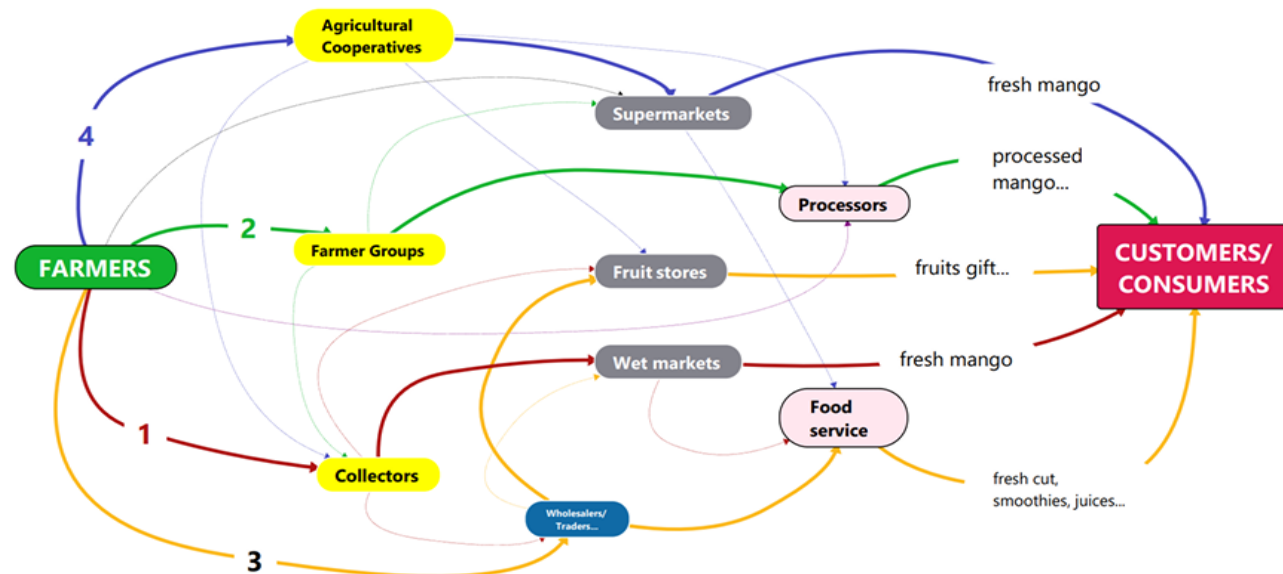 Agricultural
Cooperatives
fresh mango
Supermarkets
4
processed
mango...
Processors
2
Farmer Groups
FARMERS
Fruit stores
fruits gift...
CUSTOMERS/
CONSUMERS
Wet markets
fresh mango
Food
service
1
Collectors
fresh cut,
smoothies, juices...
Wholesalers/
Traders...
3